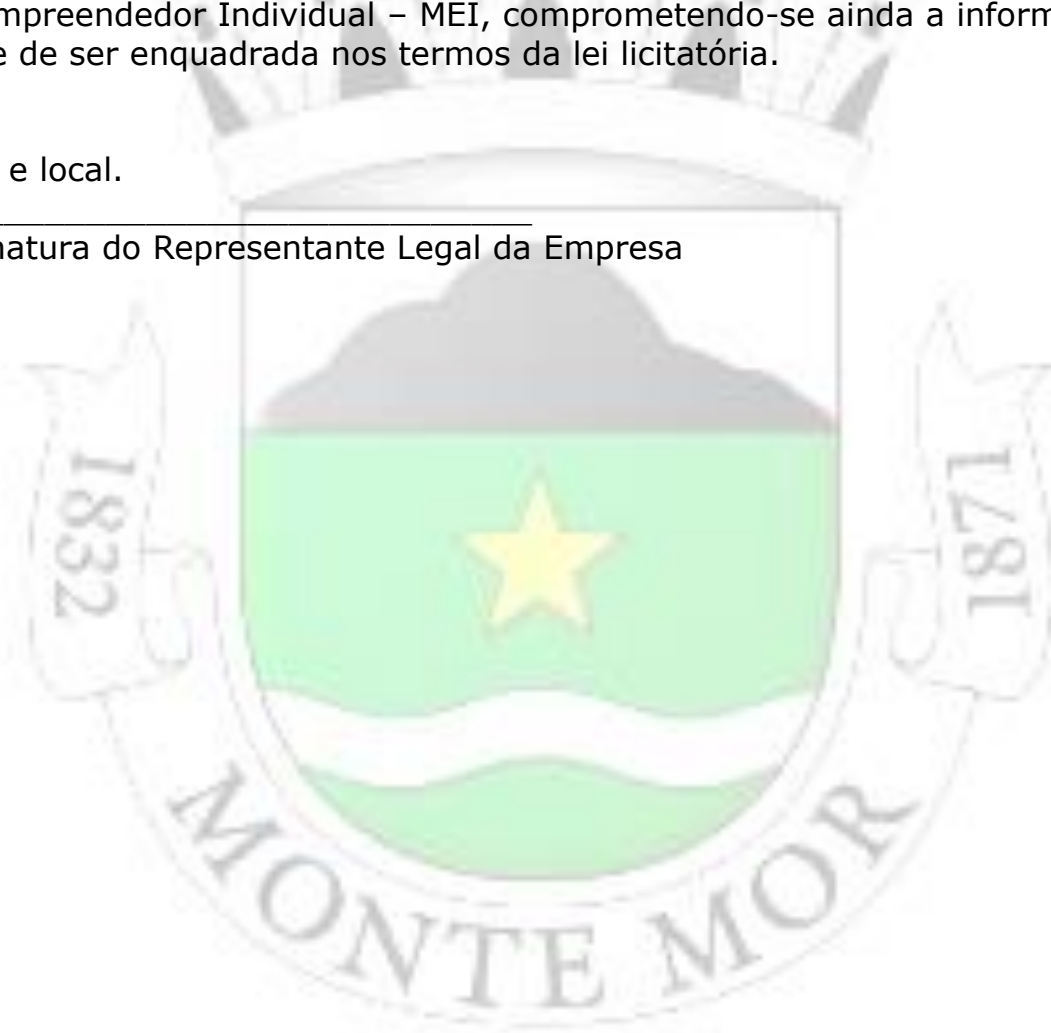 mpreendedor Individual – MEI, comprometendo-se ainda a inform
e de ser enquadrada nos termos da lei licitatória.
e local.
natura do Representante Legal da Empresa
1832
1871
MONTE MOR